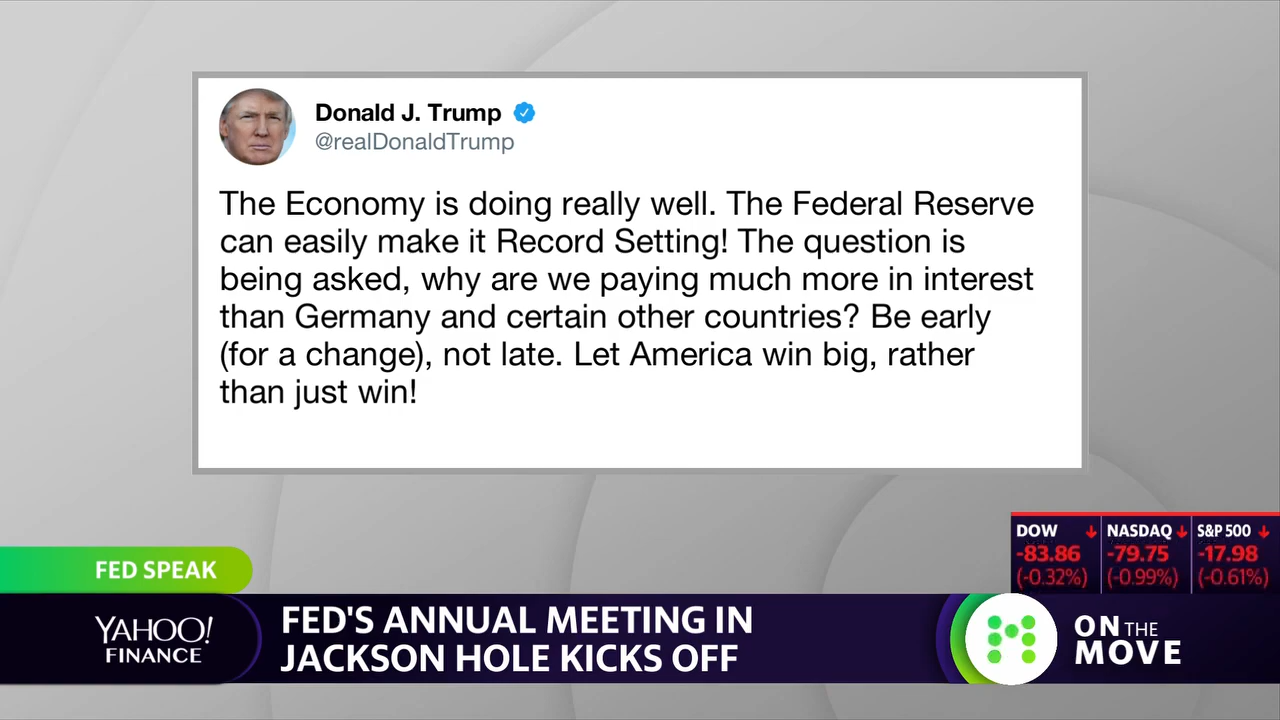 Donald J. Trump
@realDonaldTrump
The Economy is doing really well. The Federal Reserve
can easily make it Record Setting! The question is
being asked, why are we paying much more in interest
than Germany and certain other countries? Be early
(for a change), not late. Let America win big, rather
than just win!
DOW
-83.86
(-0.32%)
NASDAQ
-79.75
(-0.99%)
S&P 500
-17.98
(-0.61%)
FED SPEAK
YAHOO!
FINANCE
FED'S ANNUAL MEETING IN
JACKSON HOLE KICKS OFF
ON THE
MOVE